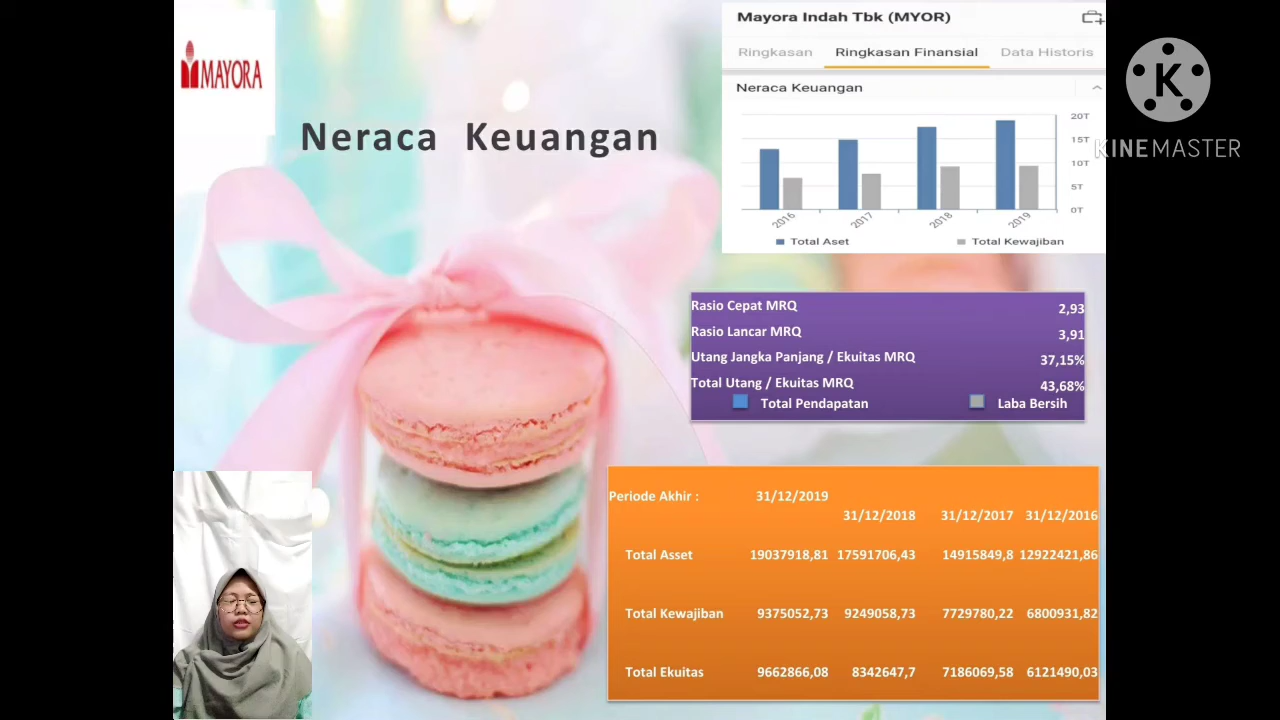 MAYORA
Neraca Keuangan
Mayora Indah Tbk (MYOR)
Ringkasan Ringkasan Finansial Data Historis
Neraca Keuangan
20T
15T
10T
5T
0T
2016 2017 2018 2019
Total Aset Total Kewajiban
K
KINEMASTER
Rasio Cepat MRQ 2,93
Rasio Lancar MRQ 3,91
Utang Jangka Panjang / Ekuitas MRQ 37,15%
Total Utang / Ekuitas MRQ 43,68%
Total Pendapatan Laba Bersih
Periode Akhir : 31/12/2019
31/12/2018 31/12/2017 31/12/2016
Total Asset 19037918,81 17591706,43 14915849,8 12922421,86
Total Kewajiban 9375052,73 9249058,73 7729780,22 6800931,82
Total Ekuitas 9662866,08 8342647,7 7186069,58 6121490,03